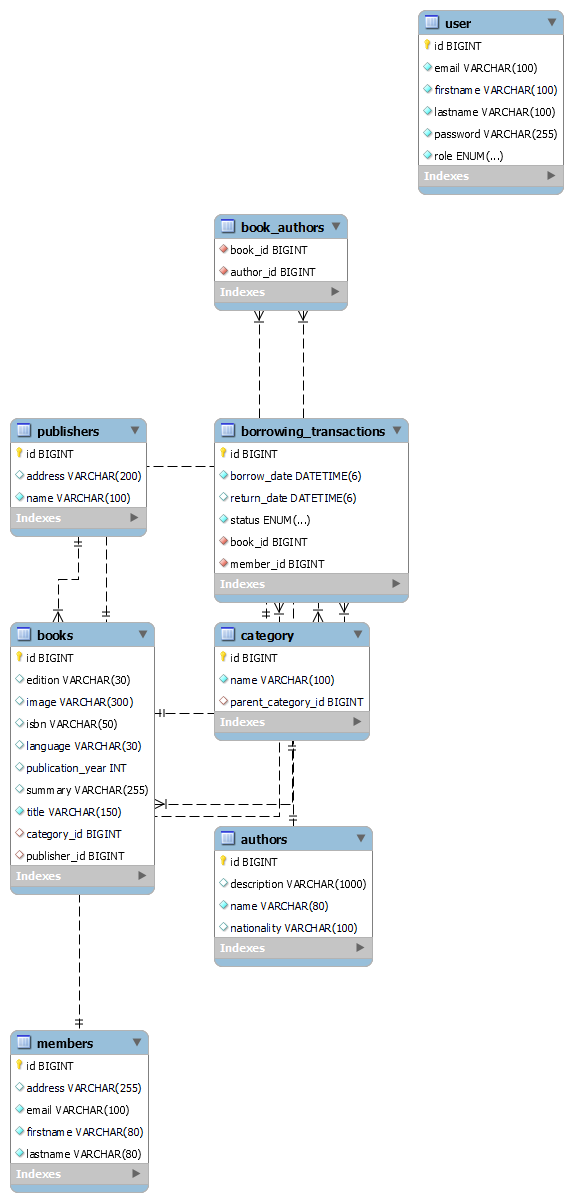 user
id BIGINT
email VARCHAR(100)
firstname VARCHAR(100)
lastname VARCHAR(100)
password VARCHAR(255)
role ENUM(...)
Indexes
book_authors
book_id BIGINT
author_id BIGINT
Indexes
publishers
id BIGINT
address VARCHAR(200)
name VARCHAR(100)
Indexes
borrowing_transactions
id BIGINT
borrow_date DATETIME(6)
return_date DATETIME(6)
status ENUM(...)
book_id BIGINT
member_id BIGINT
Indexes
books
id BIGINT
edition VARCHAR(30)
image VARCHAR(300)
isbn VARCHAR(50)
language VARCHAR(30)
publication_year INT
summary VARCHAR(255)
title VARCHAR(150)
category_id BIGINT
publisher_id BIGINT
Indexes
category
id BIGINT
name VARCHAR(100)
parent_category_id BIGINT
Indexes
authors
id BIGINT
description VARCHAR(1000)
name VARCHAR(80)
nationality VARCHAR(100)
Indexes
members
id BIGINT
address VARCHAR(255)
email VARCHAR(100)
firstname VARCHAR(80)
lastname VARCHAR(80)
Indexes